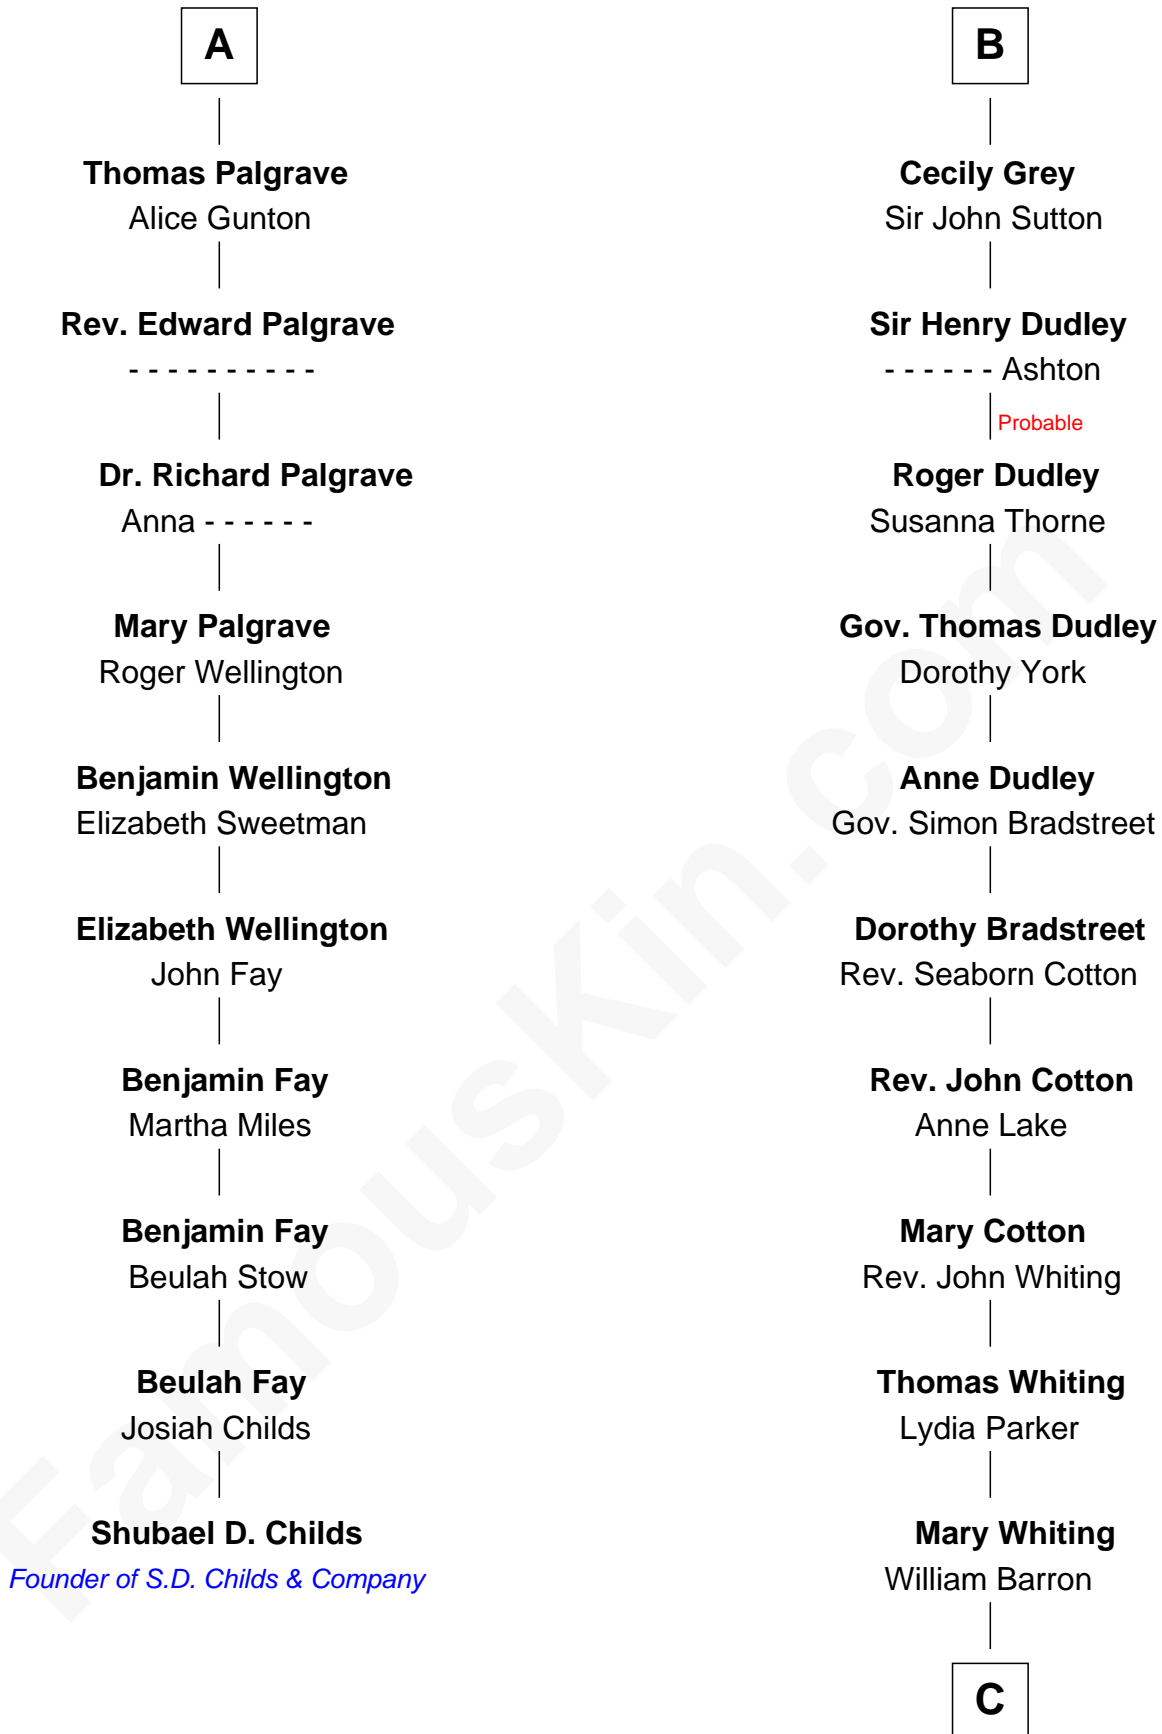 A
Thomas Palgrave
Alice Gunton
Rev. Edward Palgrave
- - - - - - - - - -
Dr. Richard Palgrave
Anna - - - - - -
Mary Palgrave
Roger Wellington
Benjamin Wellington
Elizabeth Sweetman
Elizabeth Wellington
John Fay
Benjamin Fay
Martha Miles
Benjamin Fay
Beulah Stow
Beulah Fay
Josiah Childs
Shubael D. Childs
Founder of S.D. Childs & Company
B
Cecily Grey
Sir John Sutton
Sir Henry Dudley
- - - - - - Ashton
Probable
Roger Dudley
Susanna Thorne
Gov. Thomas Dudley
Dorothy York
Anne Dudley
Gov. Simon Bradstreet
Dorothy Bradstreet
Rev. Seaborn Cotton
Rev. John Cotton
Anne Lake
Mary Cotton
Rev. John Whiting
Thomas Whiting
Lydia Parker
Mary Whiting
William Barron
C
FamousKin.com